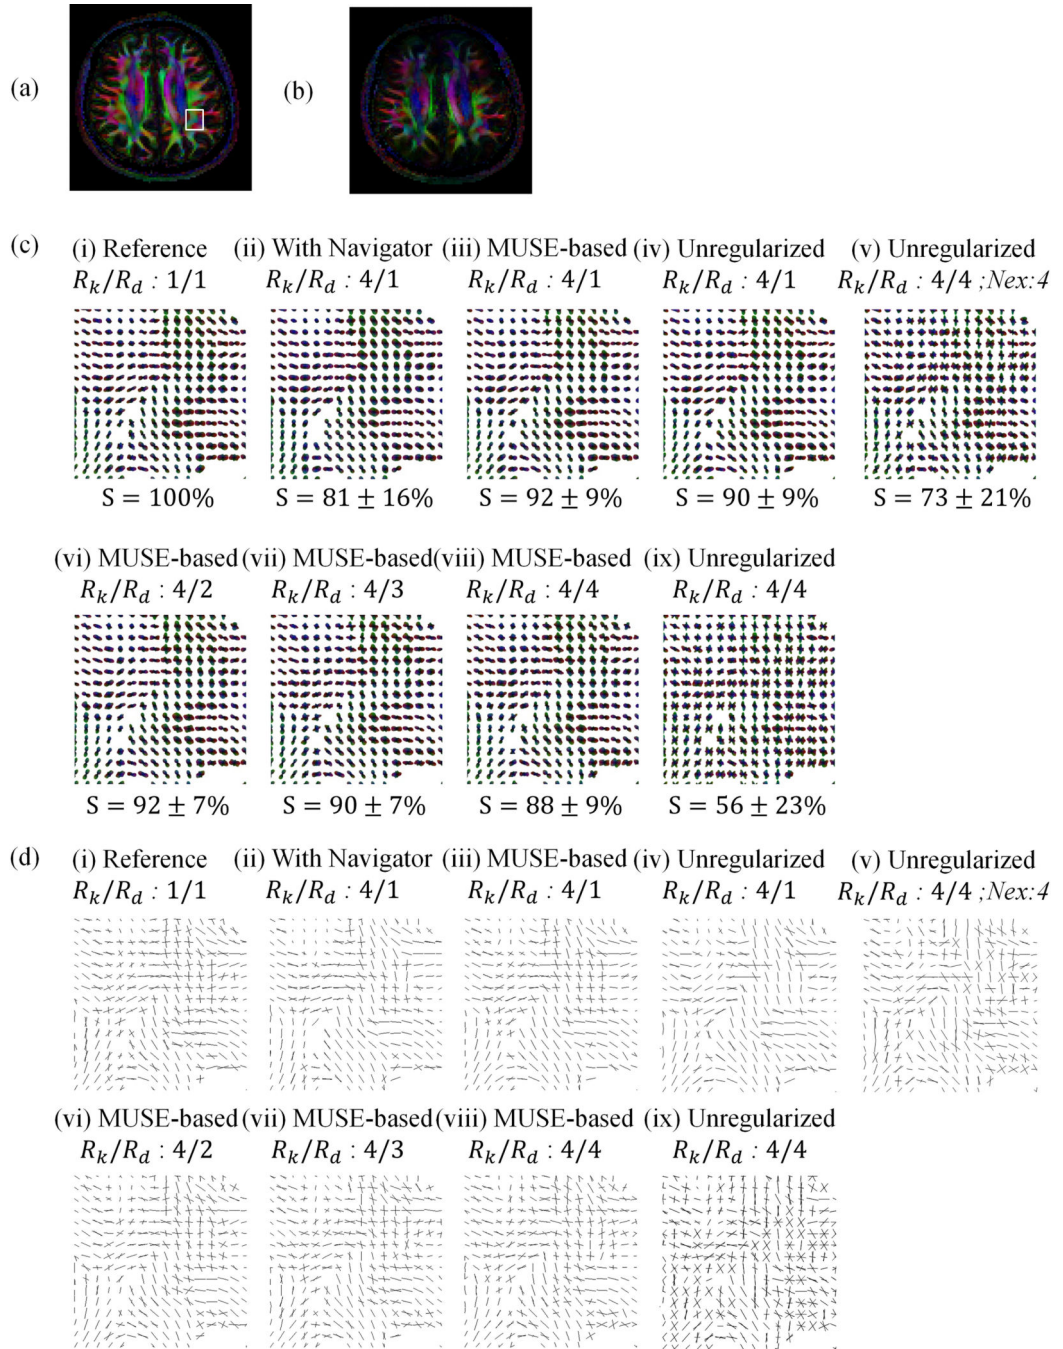 (a) (b)
(c) (i) Reference (ii) With Navigator (iii) MUSE-based (iv) Unregularized (v) Unregularized
R_k/R_d : 1/1 R_k/R_d : 4/1 R_k/R_d : 4/1 R_k/R_d : 4/1 R_k/R_d : 4/4 ;Nex:4
S = 100% S = 81 ± 16% S = 92 ± 9% S = 90 ± 9% S = 73 ± 21%
(vi) MUSE-based (vii) MUSE-based (viii) MUSE-based (ix) Unregularized
R_k/R_d : 4/2 R_k/R_d : 4/3 R_k/R_d : 4/4 R_k/R_d : 4/4
S = 92 ± 7% S = 90 ± 7% S = 88 ± 9% S = 56 ± 23%
(d) (i) Reference (ii) With Navigator (iii) MUSE-based (iv) Unregularized (v) Unregularized
R_k/R_d : 1/1 R_k/R_d : 4/1 R_k/R_d : 4/1 R_k/R_d : 4/1 R_k/R_d : 4/4 ;Nex:4
(vi) MUSE-based (vii) MUSE-based (viii) MUSE-based (ix) Unregularized
R_k/R_d : 4/2 R_k/R_d : 4/3 R_k/R_d : 4/4 R_k/R_d : 4/4